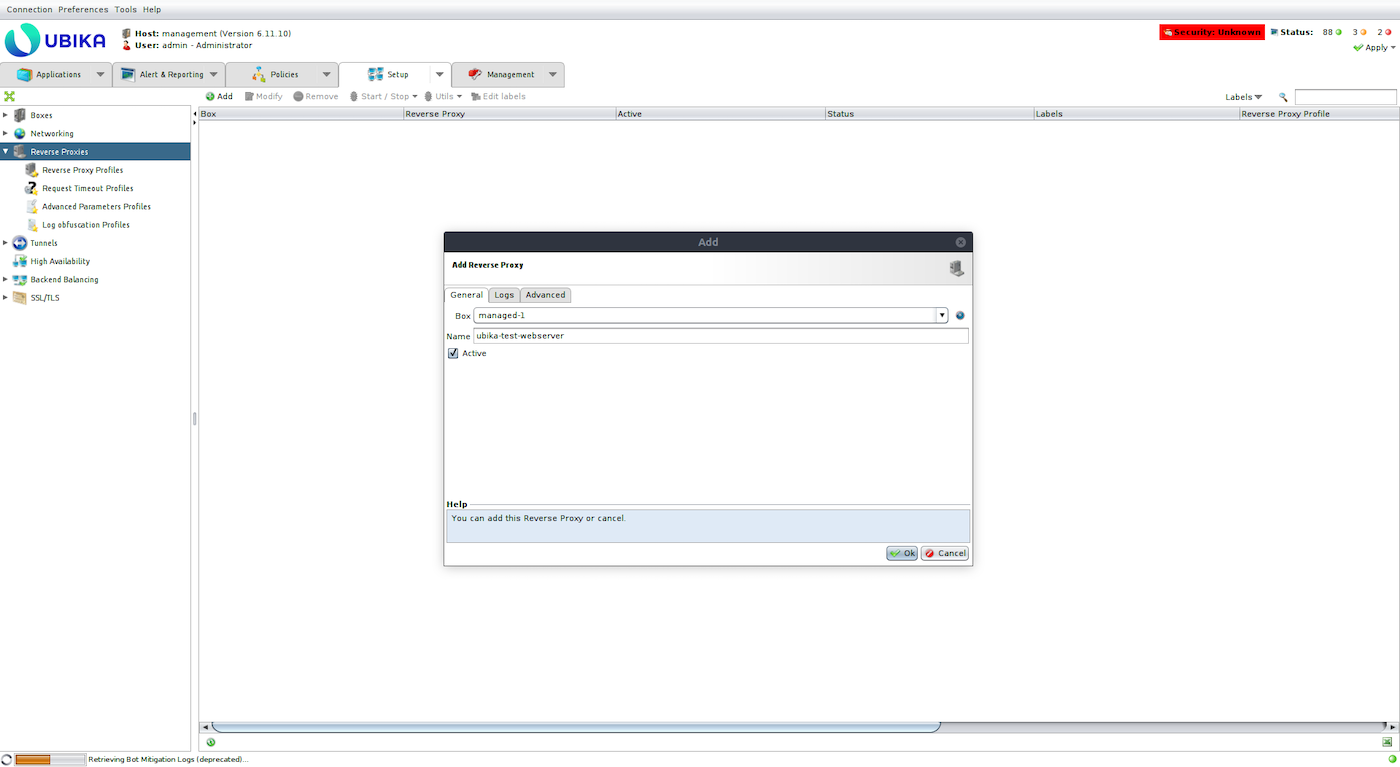 Connection Preferences Tools Help
UBIKA
Host: management (Version 6.11.10)
User: admin - Administrator
Security: Unknown Status: 88 3 2
Apply
Applications Alert & Reporting Policies Setup Management
Add Modify Remove Start / Stop Utils Edit labels Labels
Box Reverse Proxy Active Status Labels Reverse Proxy Profile
Boxes
Networking
Reverse Proxies
Reverse Proxy Profiles
Request Timeout Profiles
Advanced Parameters Profiles
Log obfuscation Profiles
Tunnels
High Availability
Backend Balancing
SSL/TLS
Add
Add Reverse Proxy
General Logs Advanced
Box managed-1
Name ubika-test-webserver
Active
Help
You can add this Reverse Proxy or cancel.
Ok Cancel
Retrieving Bot Mitigation Logs (deprecated)...